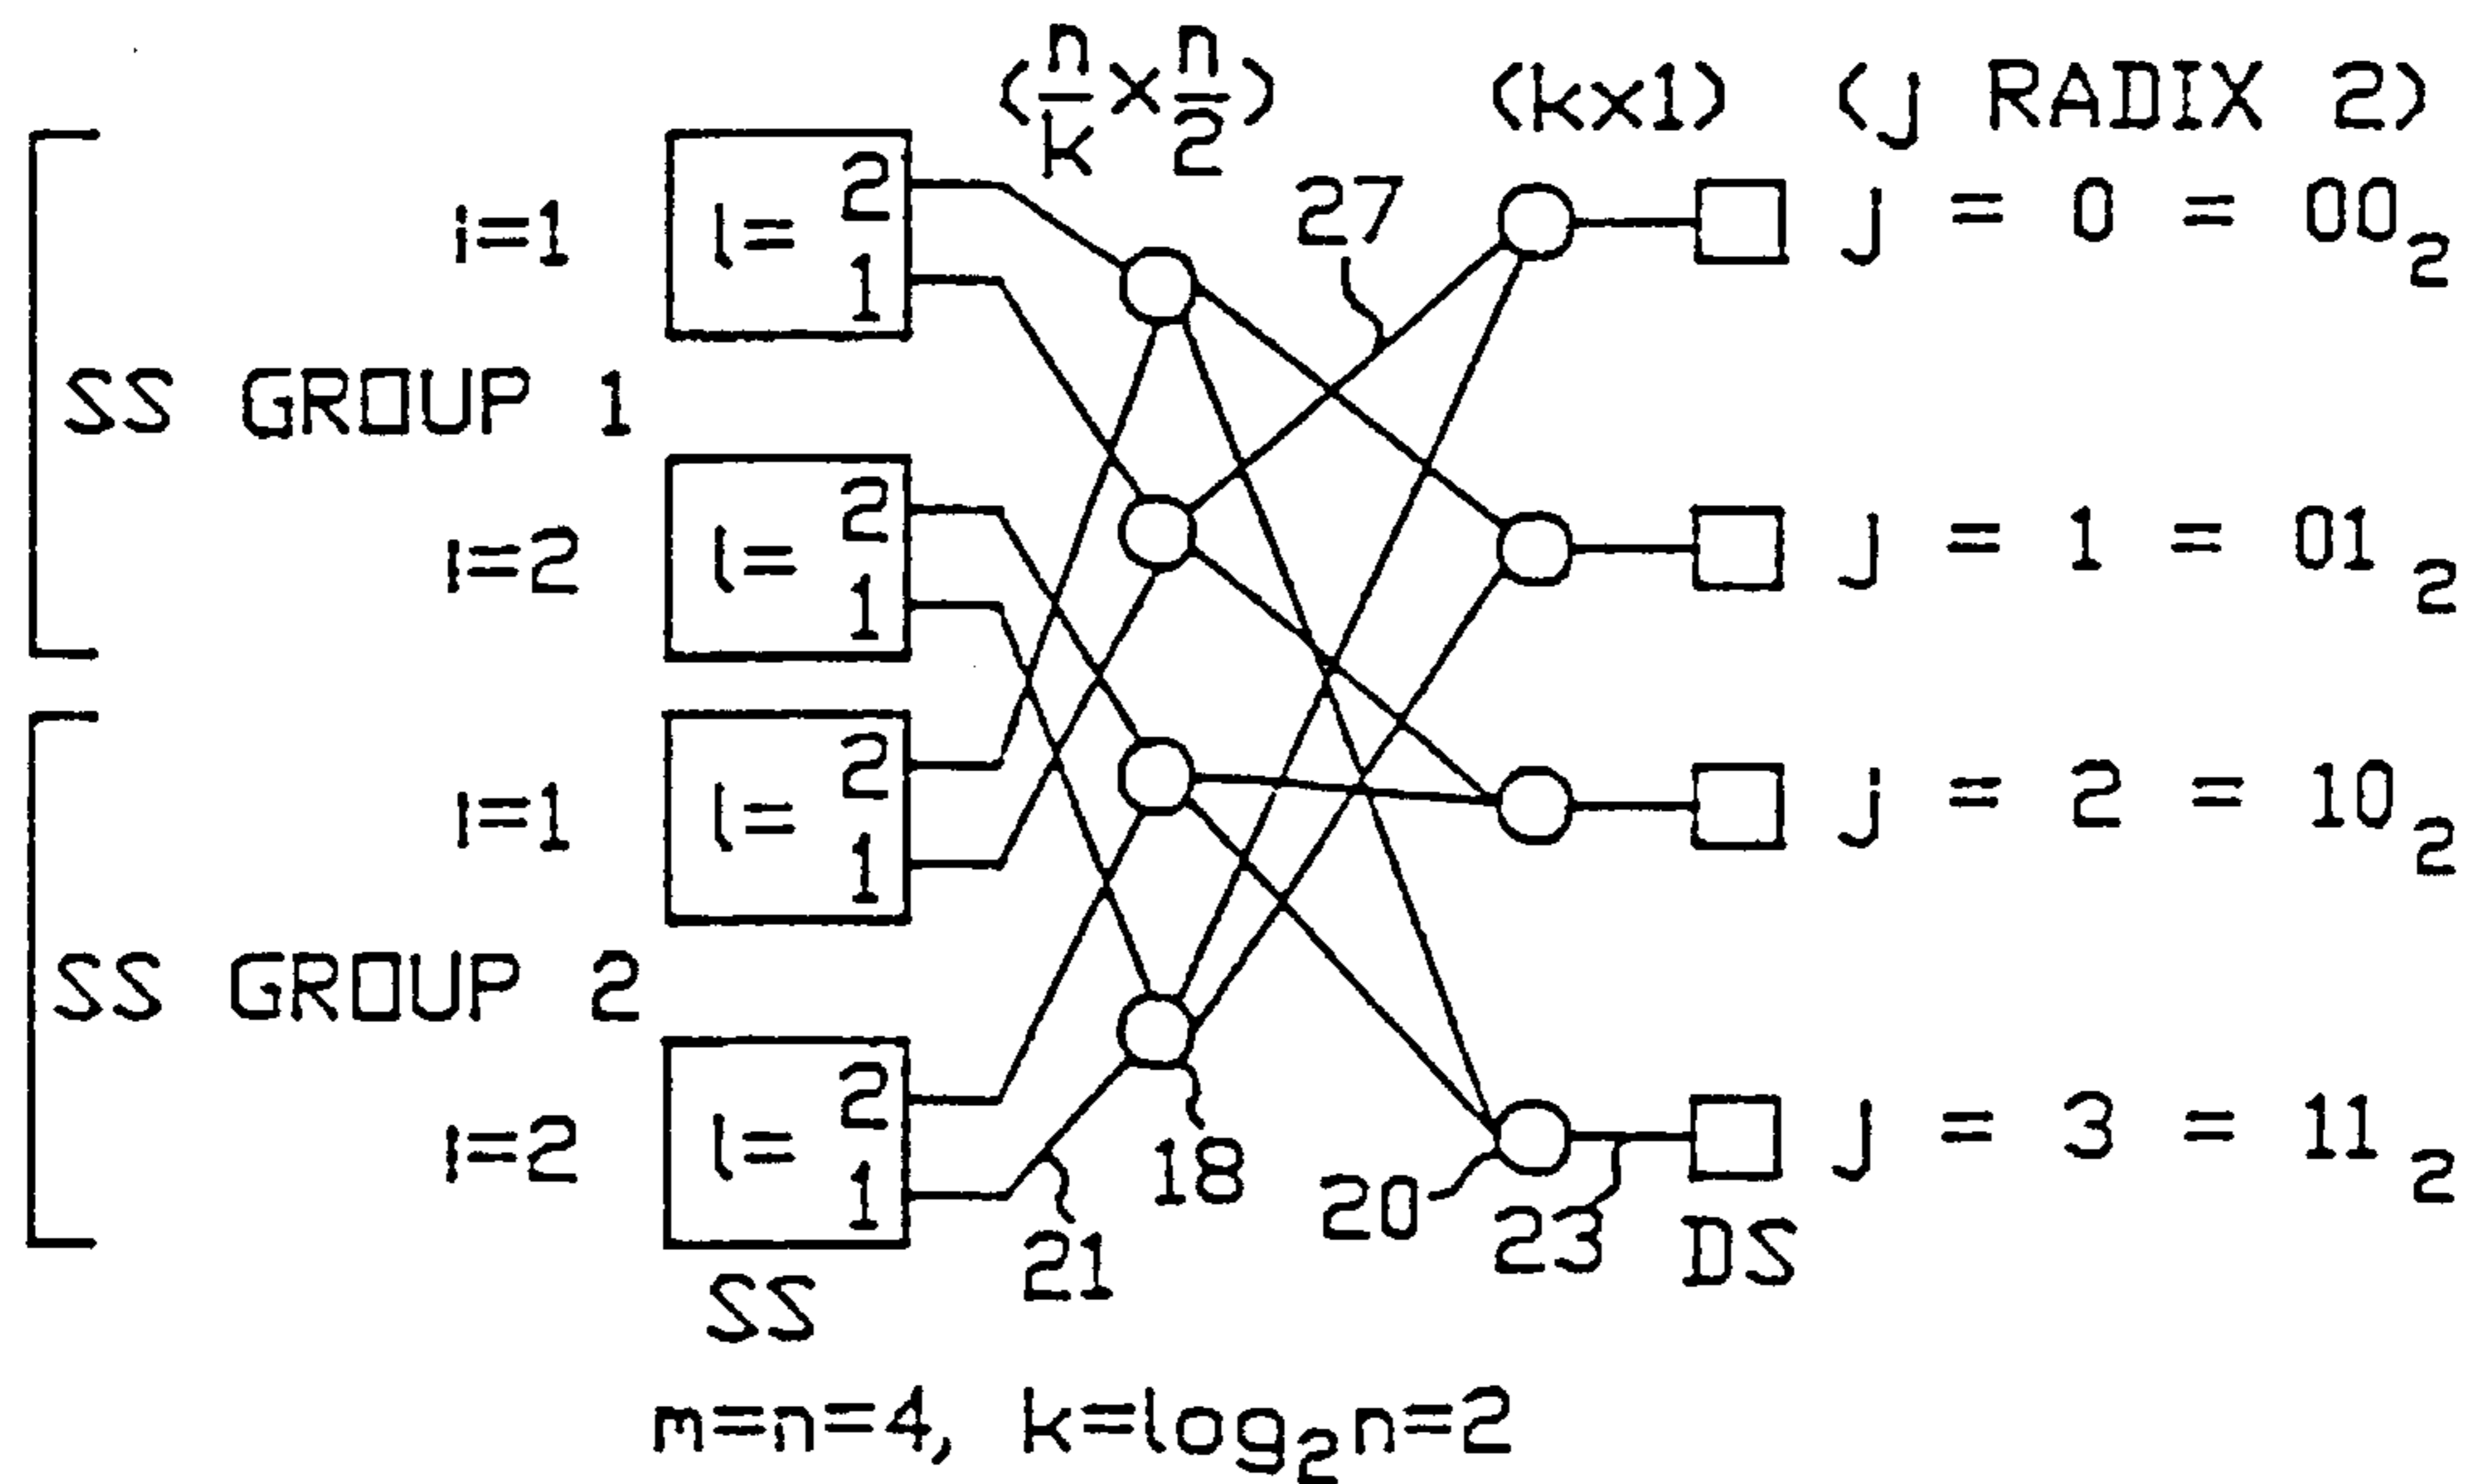 (n/k×n/2) (k×1) (j RADIX 2)
27
i=1 l= 2 1 j = 0 = 00₂
SS GROUP 1
i=2 l= 2 1 j = 1 = 01₂
i=1 l= 2 1 j = 2 = 10₂
SS GROUP 2
i=2 l= 2 1 j = 3 = 11₂
18
20
23
DS
21
SS
m=n=4, k=log₂n=2